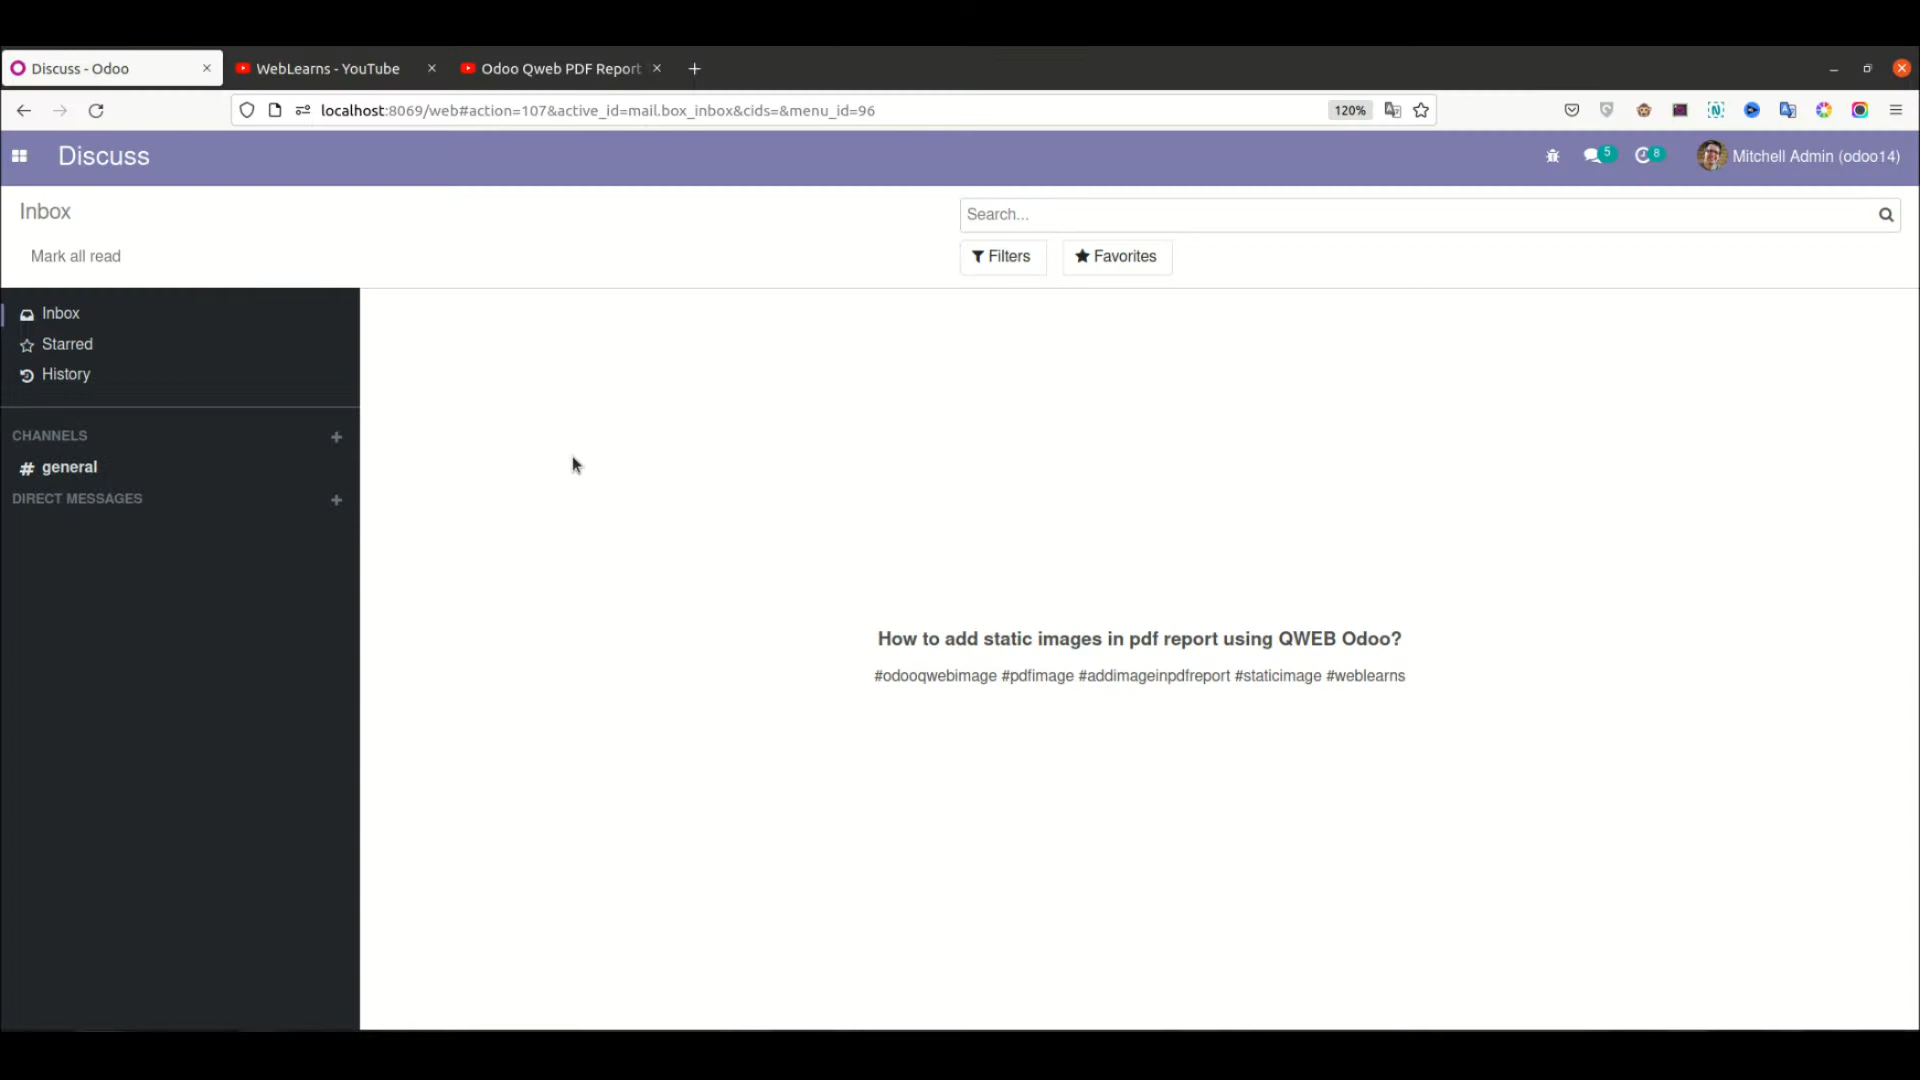 Discuss - Odoo
WebLearns - YouTube
Odoo Qweb PDF Report
localhost:8069/web#action=107&active_id=mail.box_inbox&cids=&menu_id=96
120%
Discuss
5
8
Mitchell Admin (odoo14)
Inbox
Search...
Mark all read
Filters
Favorites
Inbox
Starred
History
CHANNELS
# general
DIRECT MESSAGES
How to add static images in pdf report using QWEB Odoo?
#odooqwebimage #pdfimage #addimageinpdfreport #staticimage #weblearns